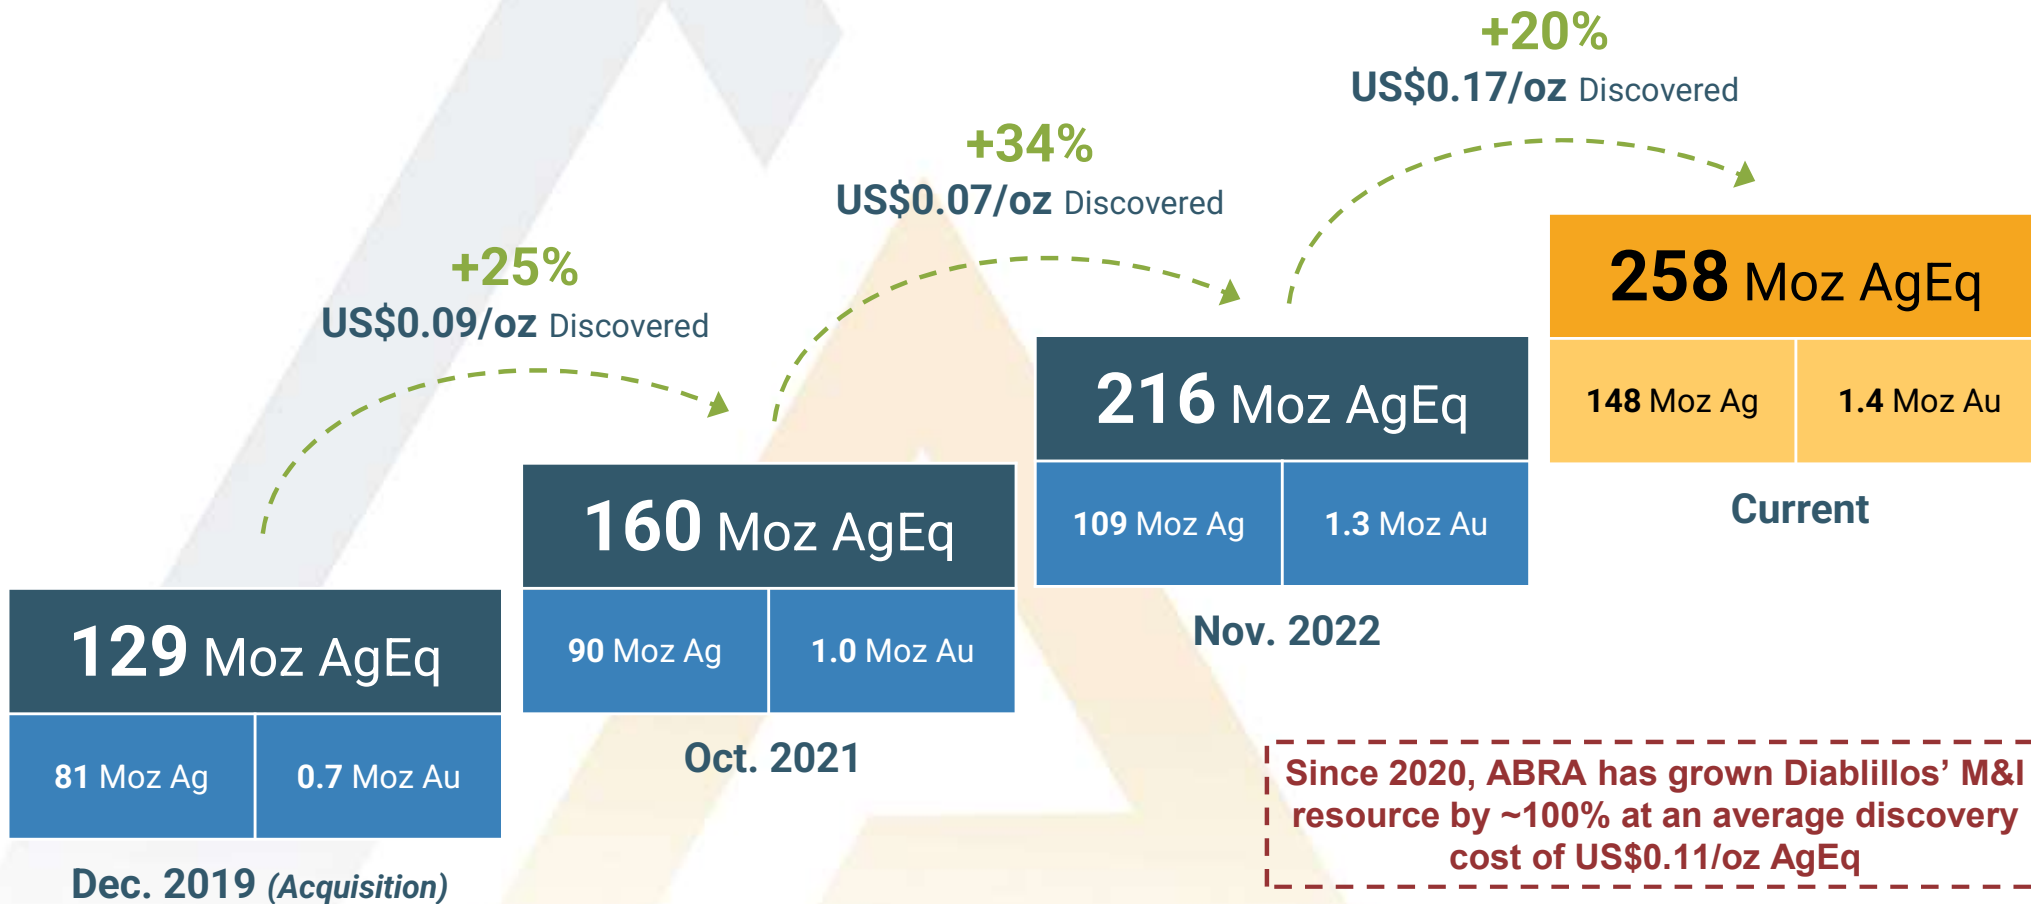 +20%
US$0.17/oz Discovered
+34%
US$0.07/oz Discovered
+25%
US$0.09/oz Discovered
258 Moz AgEq
148 Moz Ag
1.4 Moz Au
Current
216 Moz AgEq
109 Moz Ag
1.3 Moz Au
Nov. 2022
160 Moz AgEq
90 Moz Ag
1.0 Moz Au
Oct. 2021
129 Moz AgEq
81 Moz Ag
0.7 Moz Au
Dec. 2019 (Acquisition)
Since 2020, ABRA has grown Diablillos’ M&I
resource by ~100% at an average discovery
cost of US$0.11/oz AgEq